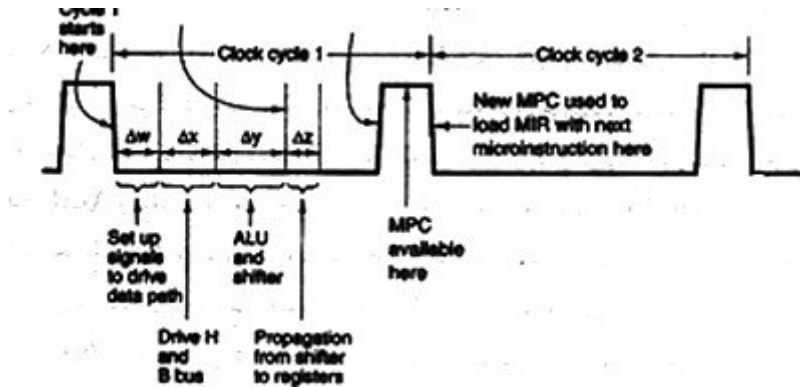 Cycle 1
starts
here
Clock cycle 1
Clock cycle 2
New MPC used to
load MIR with next
microinstruction here
Δw
Δx
Δy
Δz
Set up
signals
to drive
data path
ALU
and
shifter
MPC
available
here
Drive H
and
B bus
Propagation
from shifter
to registers